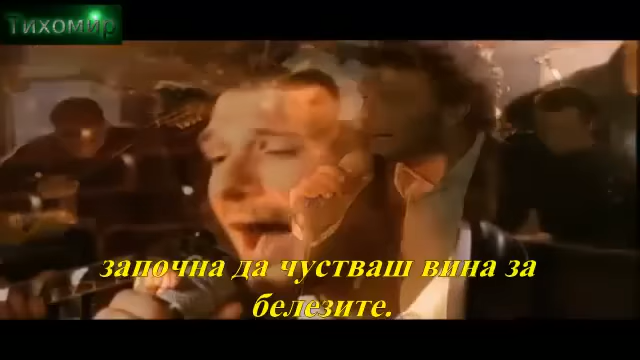 Тихомир
започна да чустваш вина за
белезите.